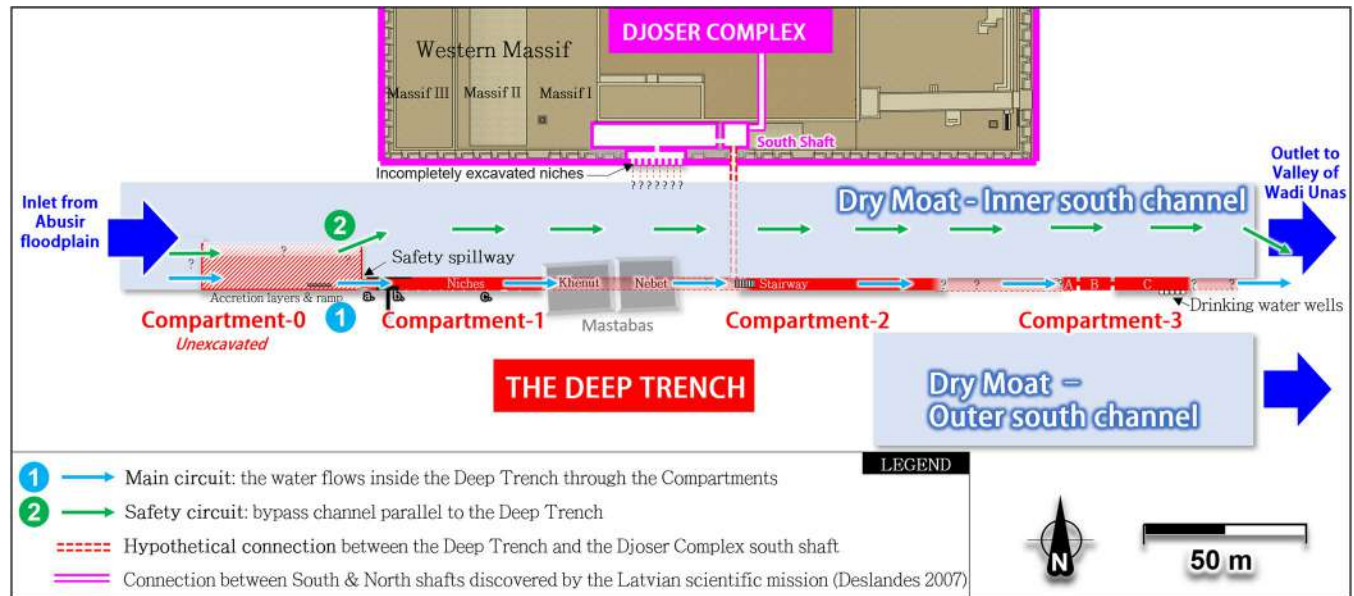 DJOSER COMPLEX
Western Massif
Massif III
Massif II
Massif I
South Shaft
Incompletely excavated niches
? ? ? ? ? ? ?
Inlet from
Abusir
floodplain
Outlet to
Valley of
Wadi Unas
Dry Moat - Inner south channel
2
?
?
?
Safety spillway
Accretion layers & ramp
1
a.
b.
Niches
c.
Khenut
Nebet
Stairway
? ?
?
A
B
C
? ?
Drinking water wells
Compartment-0
Unexcavated
Compartment-1
Mastabas
Compartment-2
Compartment-3
THE DEEP TRENCH
Dry Moat –
Outer south channel
LEGEND
1 Main circuit: the water flows inside the Deep Trench through the Compartments
2 Safety circuit: bypass channel parallel to the Deep Trench
Hypothetical connection between the Deep Trench and the Djoser Complex south shaft
Connection between South & North shafts discovered by the Latvian scientific mission (Deslandes 2007)
N
50 m